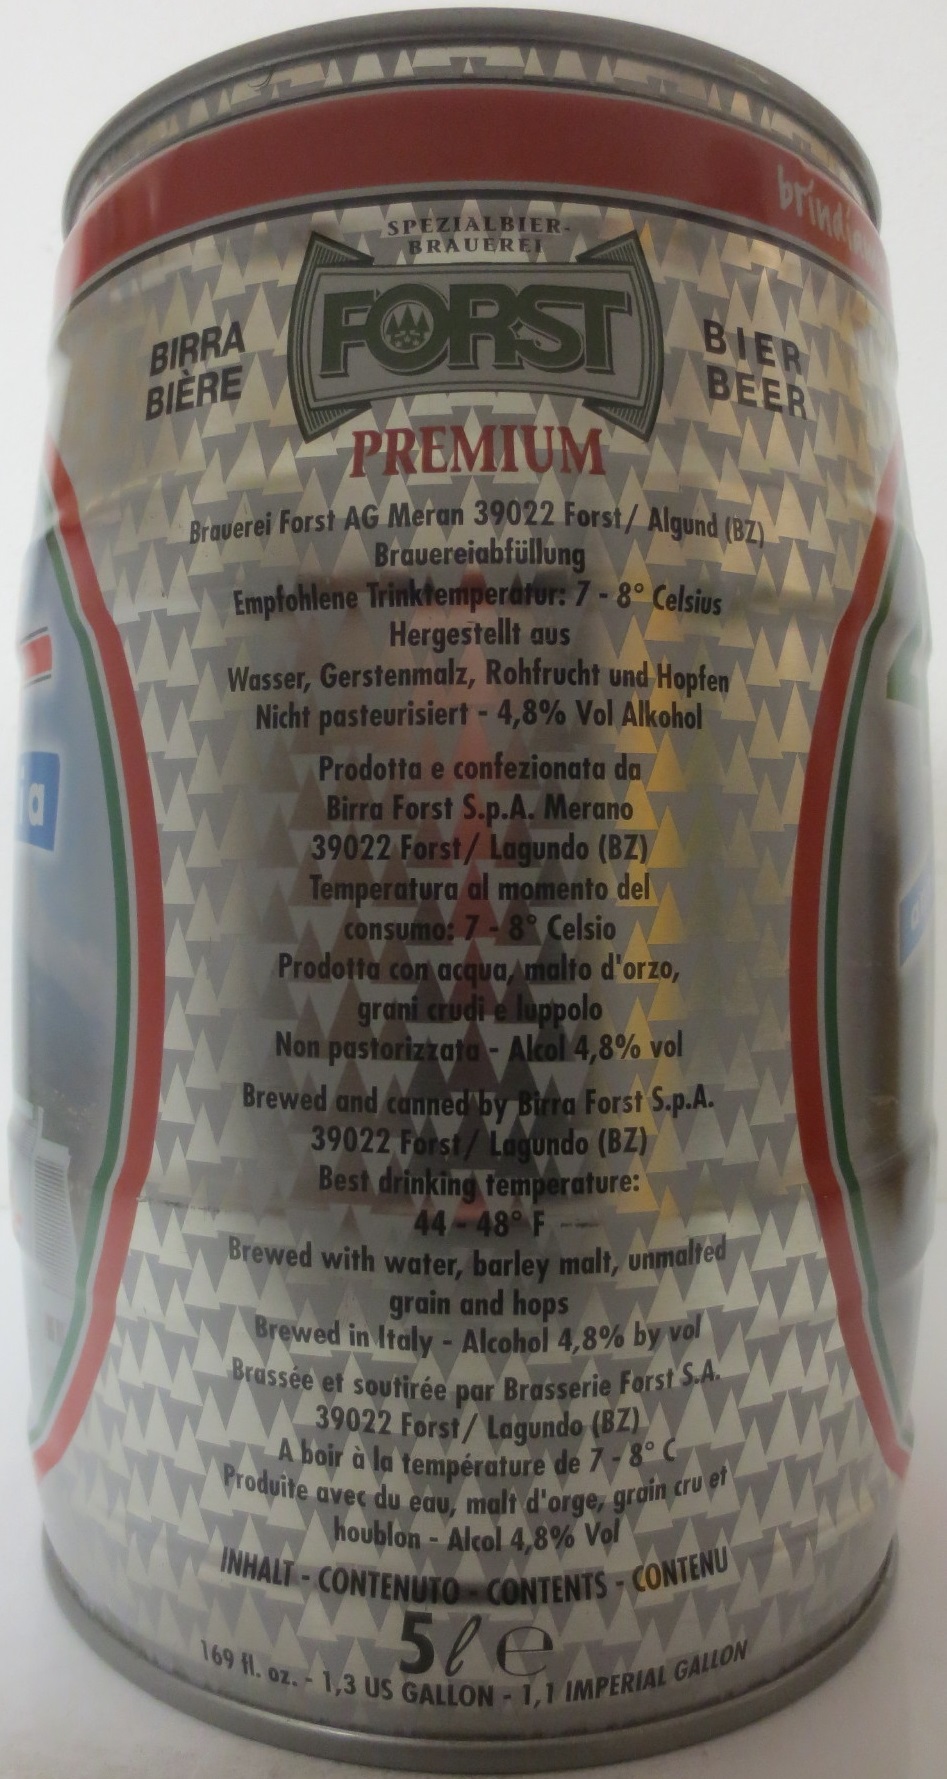 brindi
SPEZIALBIER-
BRAUEREI
FORST
BIRRA
BIÈRE
BIER
BEER
PREMIUM
Brauerei Forst AG Meran 39022 Forst/ Algund (BZ)
Brauereiabfüllung
Empfohlene Trinktemperatur: 7 - 8° Celsius
Hergestellt aus
Wasser, Gerstenmalz, Rohfrucht und Hopfen
Nicht pasteurisiert - 4,8% Vol Alkohol
Prodotta e confezionata da
Birra Forst S.p.A. Merano
39022 Forst/ Lagundo (BZ)
Temperatura al momento del
consumo: 7 - 8° Celsio
Prodotta con acqua, malto d'orzo,
grani crudi e luppolo
Non pastorizzata - Alcol 4,8% vol
Brewed and canned by Birra Forst S.p.A.
39022 Forst/ Lagundo (BZ)
Best drinking temperature:
44 - 48° F
Brewed with water, barley malt, unmalted
grain and hops
Brewed in Italy - Alcohol 4,8% by vol
Brassée et soutirée par Brasserie Forst S.A.
39022 Forst/ Lagundo (BZ)
A boir à la température de 7 - 8° C
Produite avec du eau, malt d'orge, grain cru et
houblon - Alcol 4,8% Vol
INHALT - CONTENUTO - CONTENTS - CONTENU
5 l e
169 fl. oz. - 1,3 US GALLON - 1,1 IMPERIAL GALLON
ia